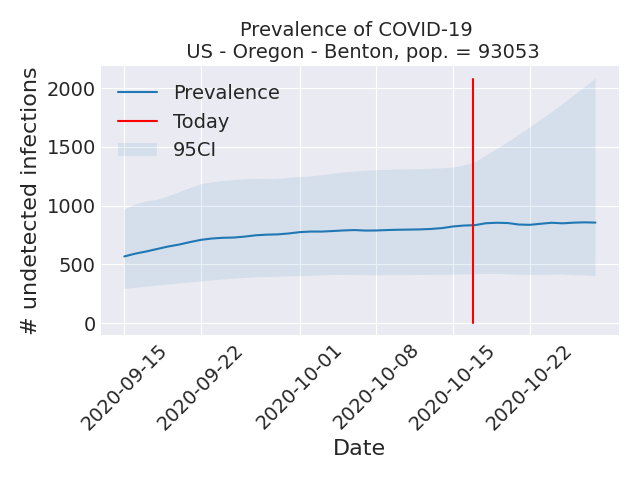 Prevalence of COVID-19
US - Oregon - Benton, pop. = 93053
# undetected infections
2000
1500
1000
500
0
Prevalence
Today
95CI
2020-09-15
2020-09-22
2020-10-01
2020-10-08
2020-10-15
2020-10-22
Date